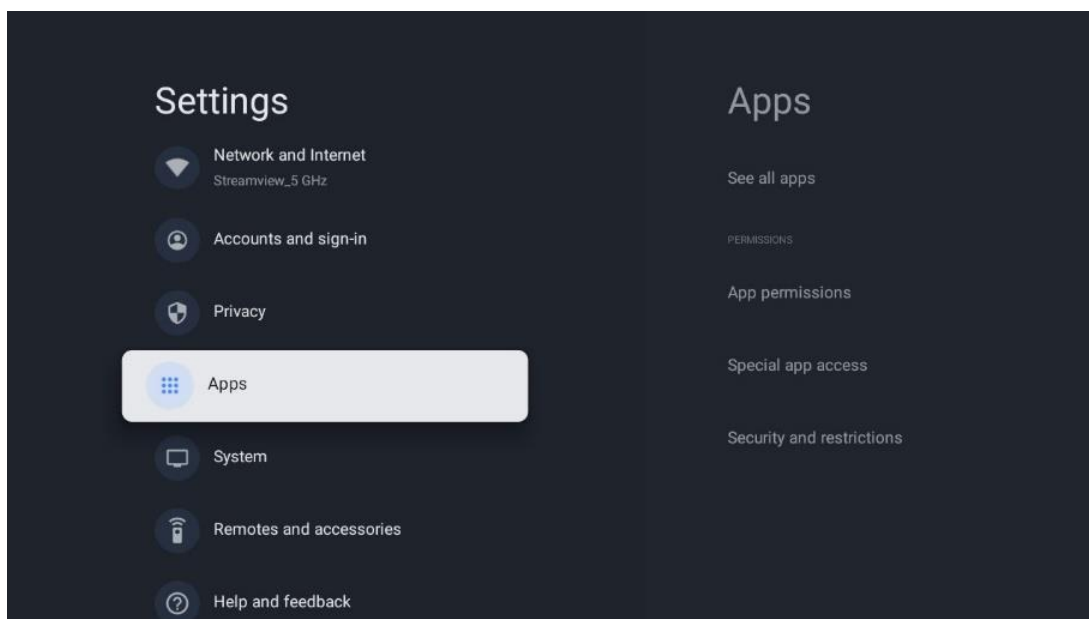 Settings
Network and Internet
Streamview_5 GHz
Accounts and sign-in
Privacy
Apps
System
Remotes and accessories
Help and feedback
Apps
See all apps
PERMISSIONS
App permissions
Special app access
Security and restrictions